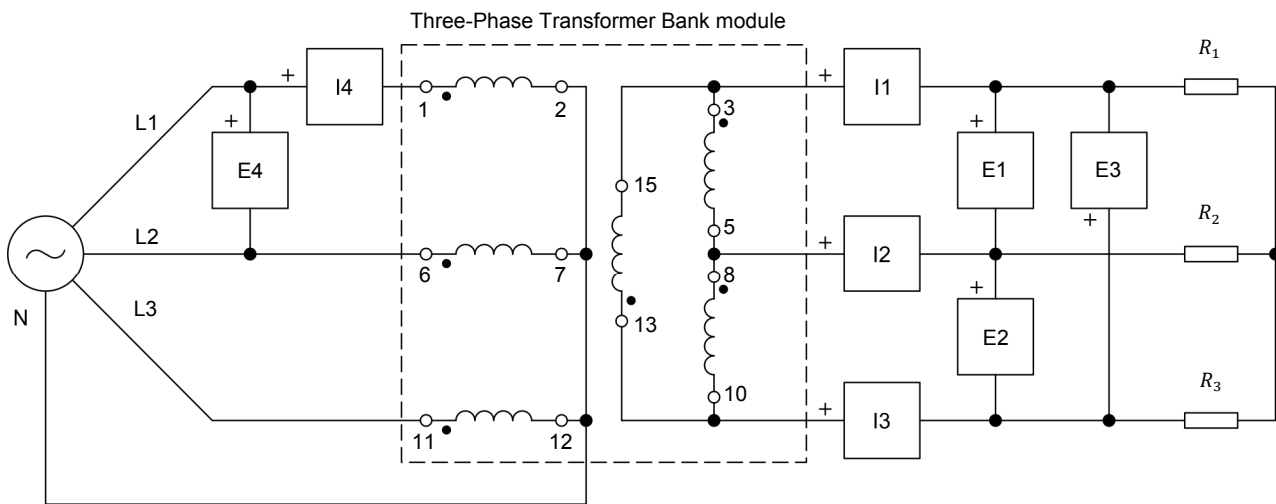 Three-Phase Transformer Bank module
+ I4 1 2 3 + I1 R₁
L1 + E4 15 5 + E1 E3 +
L2 6 7 8 + I2 R₂
N L3 13 + E2
10 R₃
11 12 + I3